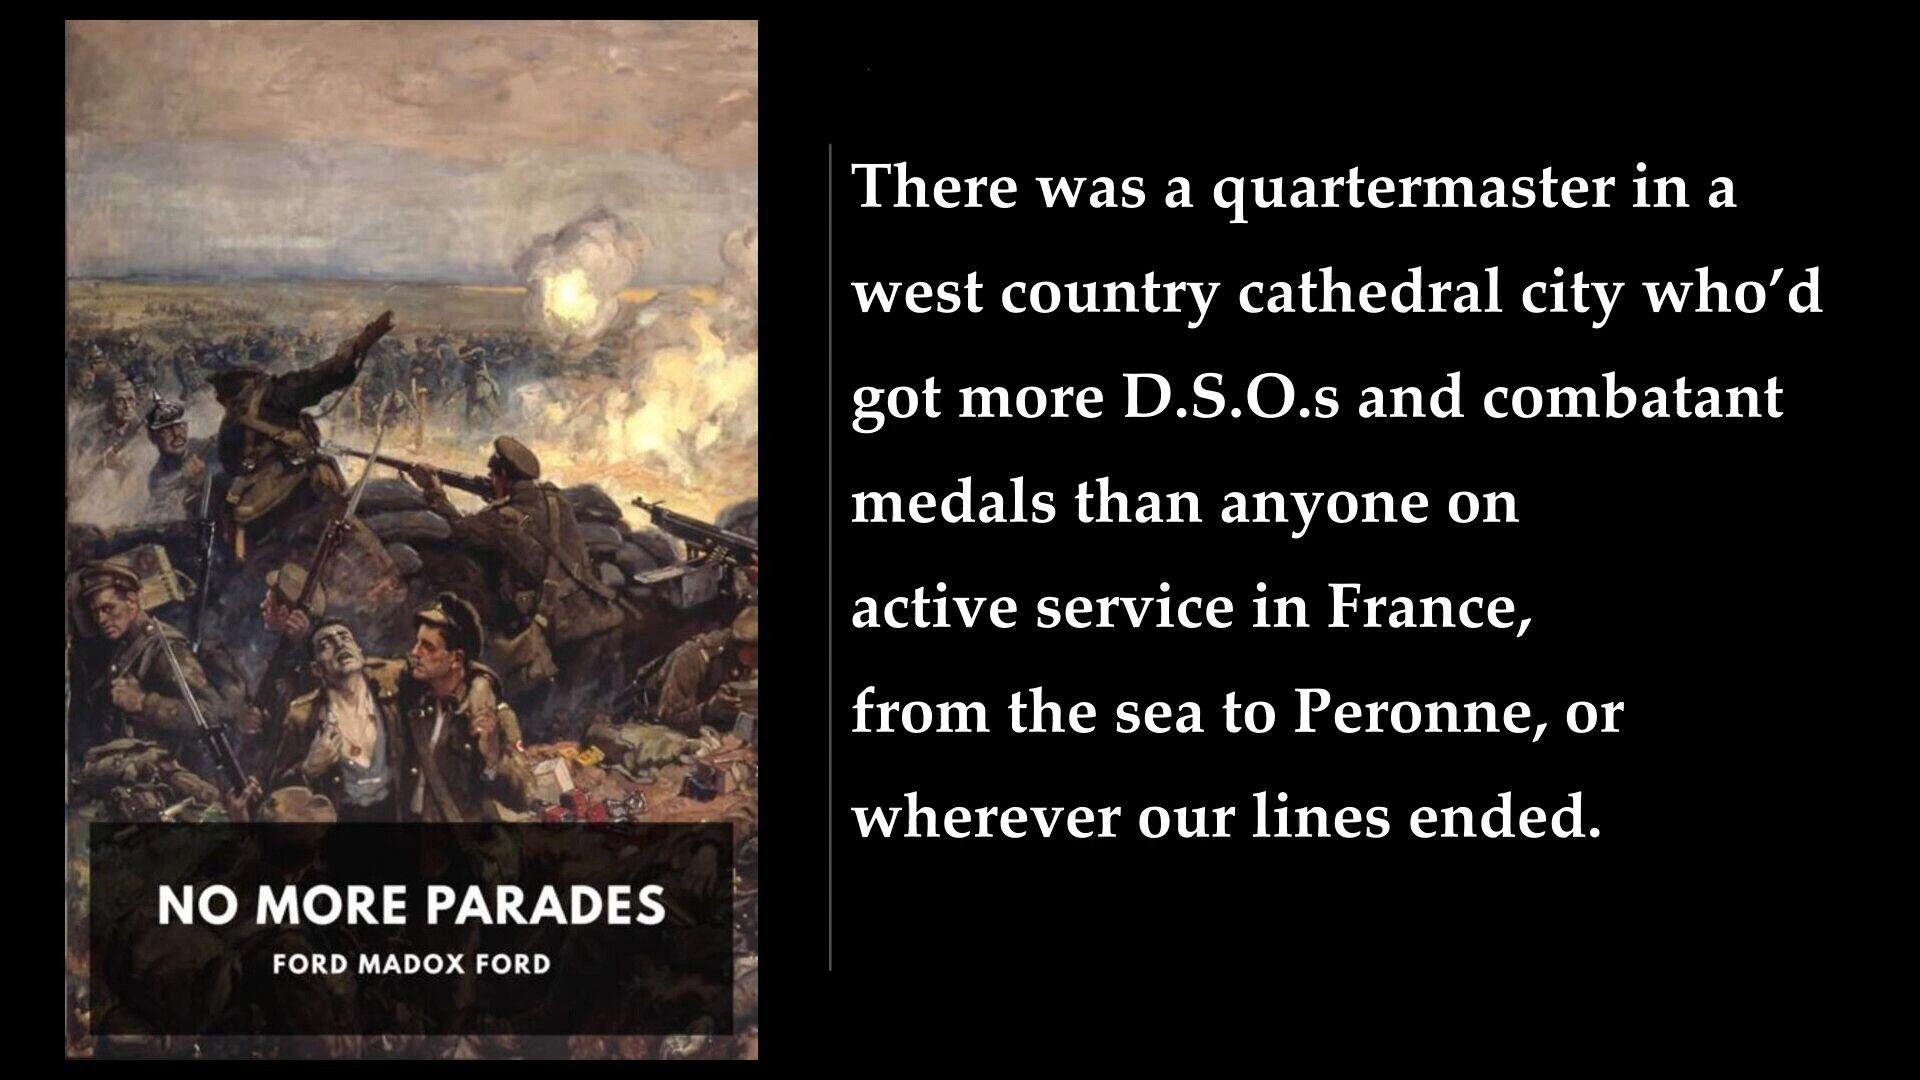 NO MORE PARADES
FORD MADOX FORD
There was a quartermaster in a
west country cathedral city who’d
got more D.S.O.s and combatant
medals than anyone on
active service in France,
from the sea to Peronne, or
wherever our lines ended.